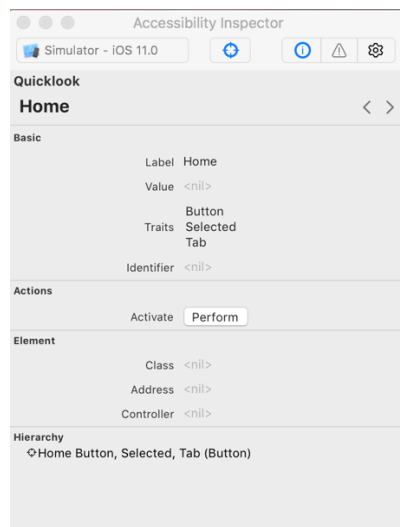 Accessibility Inspector
Simulator - iOS 11.0
Quicklook
Home
Basic
Label Home
Value <nil>
Traits Button
Selected
Tab
Identifier <nil>
Actions
Activate Perform
Element
Class <nil>
Address <nil>
Controller <nil>
Hierarchy
Home Button, Selected, Tab (Button)